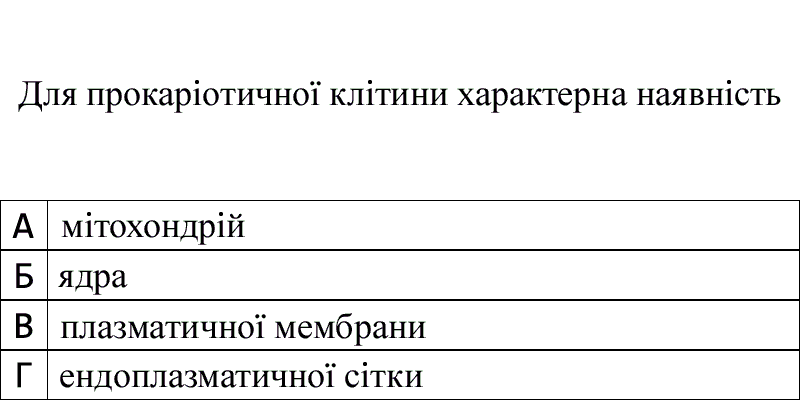 Для прокаріотичної клітини характерна наявність
А мітохондрій
Б ядра
В плазматичної мембрани
Г ендоплазматичної сітки